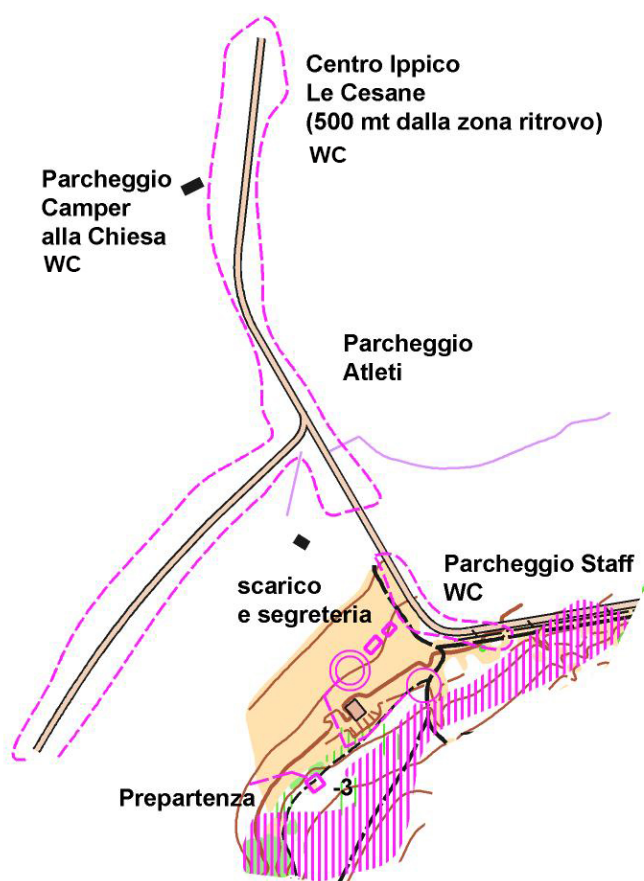 Centro Ippico
Le Cesane
(500 mt dalla zona ritrovo)
WC
Parcheggio
Camper
alla Chiesa
WC
Parcheggio
Atleti
Parcheggio Staff
WC
scarico
e segreteria
Prepartenza
-3